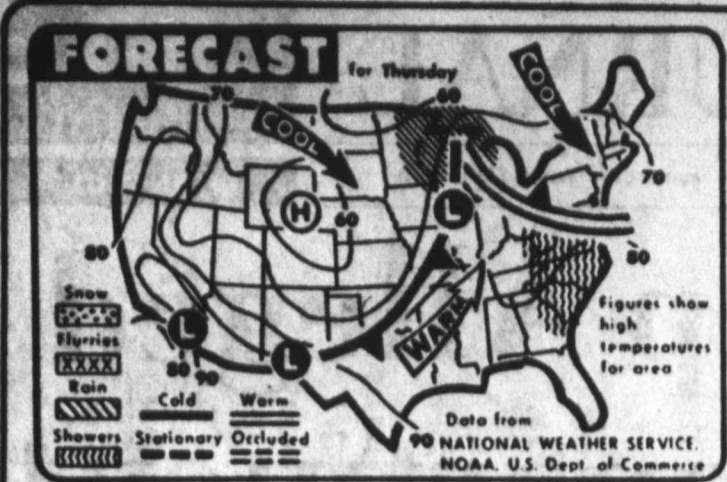 FORECAST
for Thursday
70
60
COOL
COOL
70
H
60
L
80
80
Snow
Flurries
Rain
Showers
L
80
90
L
WARM
Figures show
high
temperatures
for area
Cold
Warm
Stationary
Occluded
90
Data from
NATIONAL WEATHER SERVICE,
NOAA, U.S. Dept. of Commerce